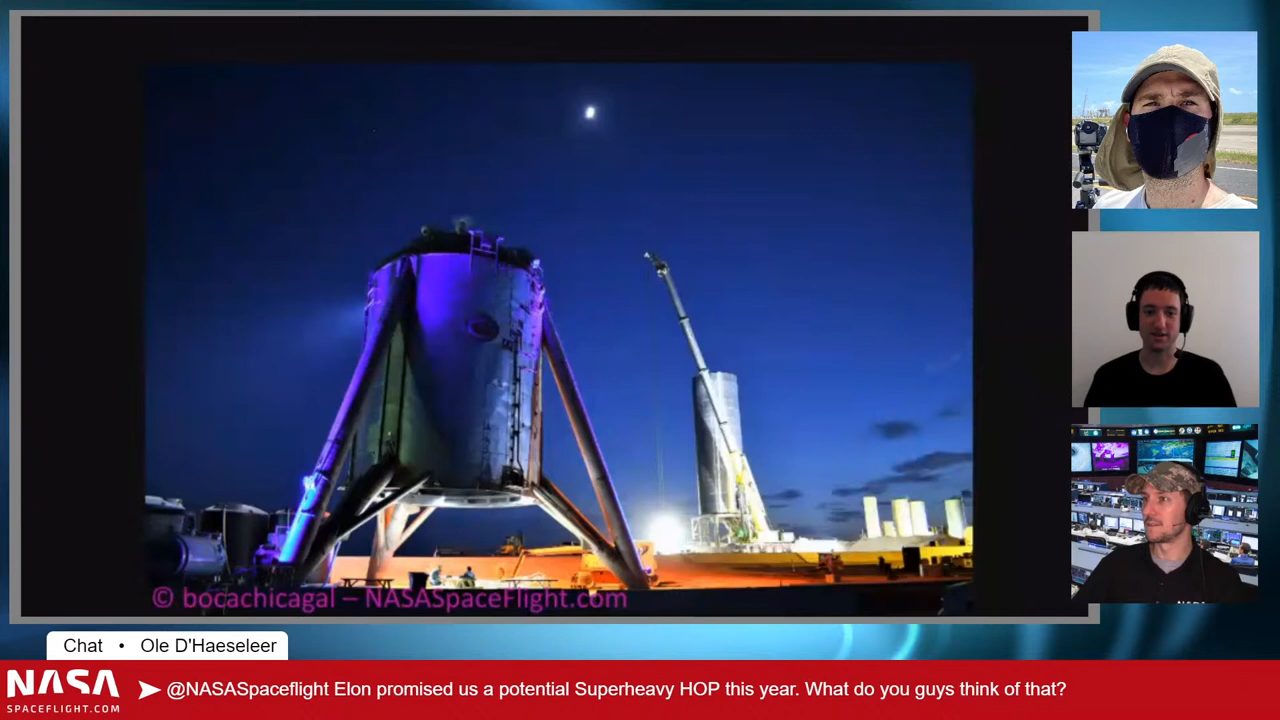 © bocachicagal – NASASpaceFlight.com
Chat • Ole D'Haeseleer
NASA
SPACEFLIGHT.COM
@NASASpaceflight Elon promised us a potential Superheavy HOP this year. What do you guys think of that?